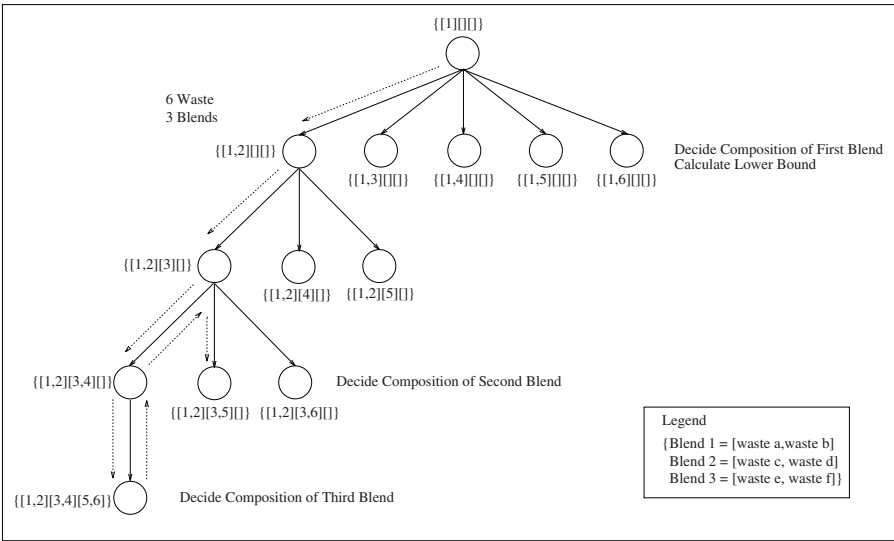 {[1][][]}
6 Waste
3 Blends
{[1,2][][]}
{[1,3][][]}
{[1,4][][]}
{[1,5][][]}
{[1,6][][]}
Decide Composition of First Blend
Calculate Lower Bound
{[1,2][3][]}
{[1,2][4][]}
{[1,2][5][]}
{[1,2][3,4][]}
{[1,2][3,5][]}
{[1,2][3,6][]}
Decide Composition of Second Blend
{[1,2][3,4][5,6]}
Decide Composition of Third Blend
Legend
{Blend 1 = [waste a,waste b]
Blend 2 = [waste c, waste d]
Blend 3 = [waste e, waste f]}